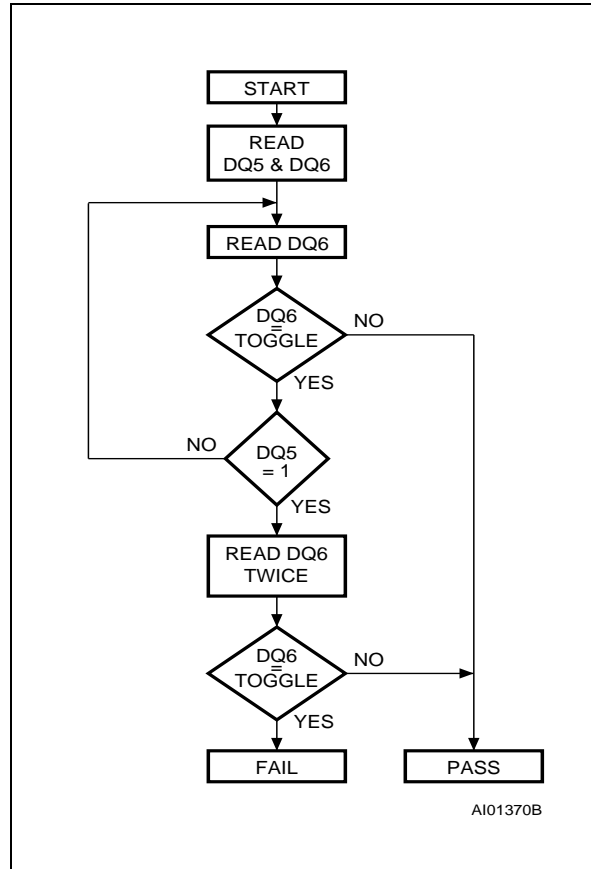 START
READ
DQ5 & DQ6
READ DQ6
DQ6
=
TOGGLE
NO
YES
NO
DQ5
= 1
YES
READ DQ6
TWICE
DQ6
=
TOGGLE
NO
YES
FAIL
PASS
AI01370B